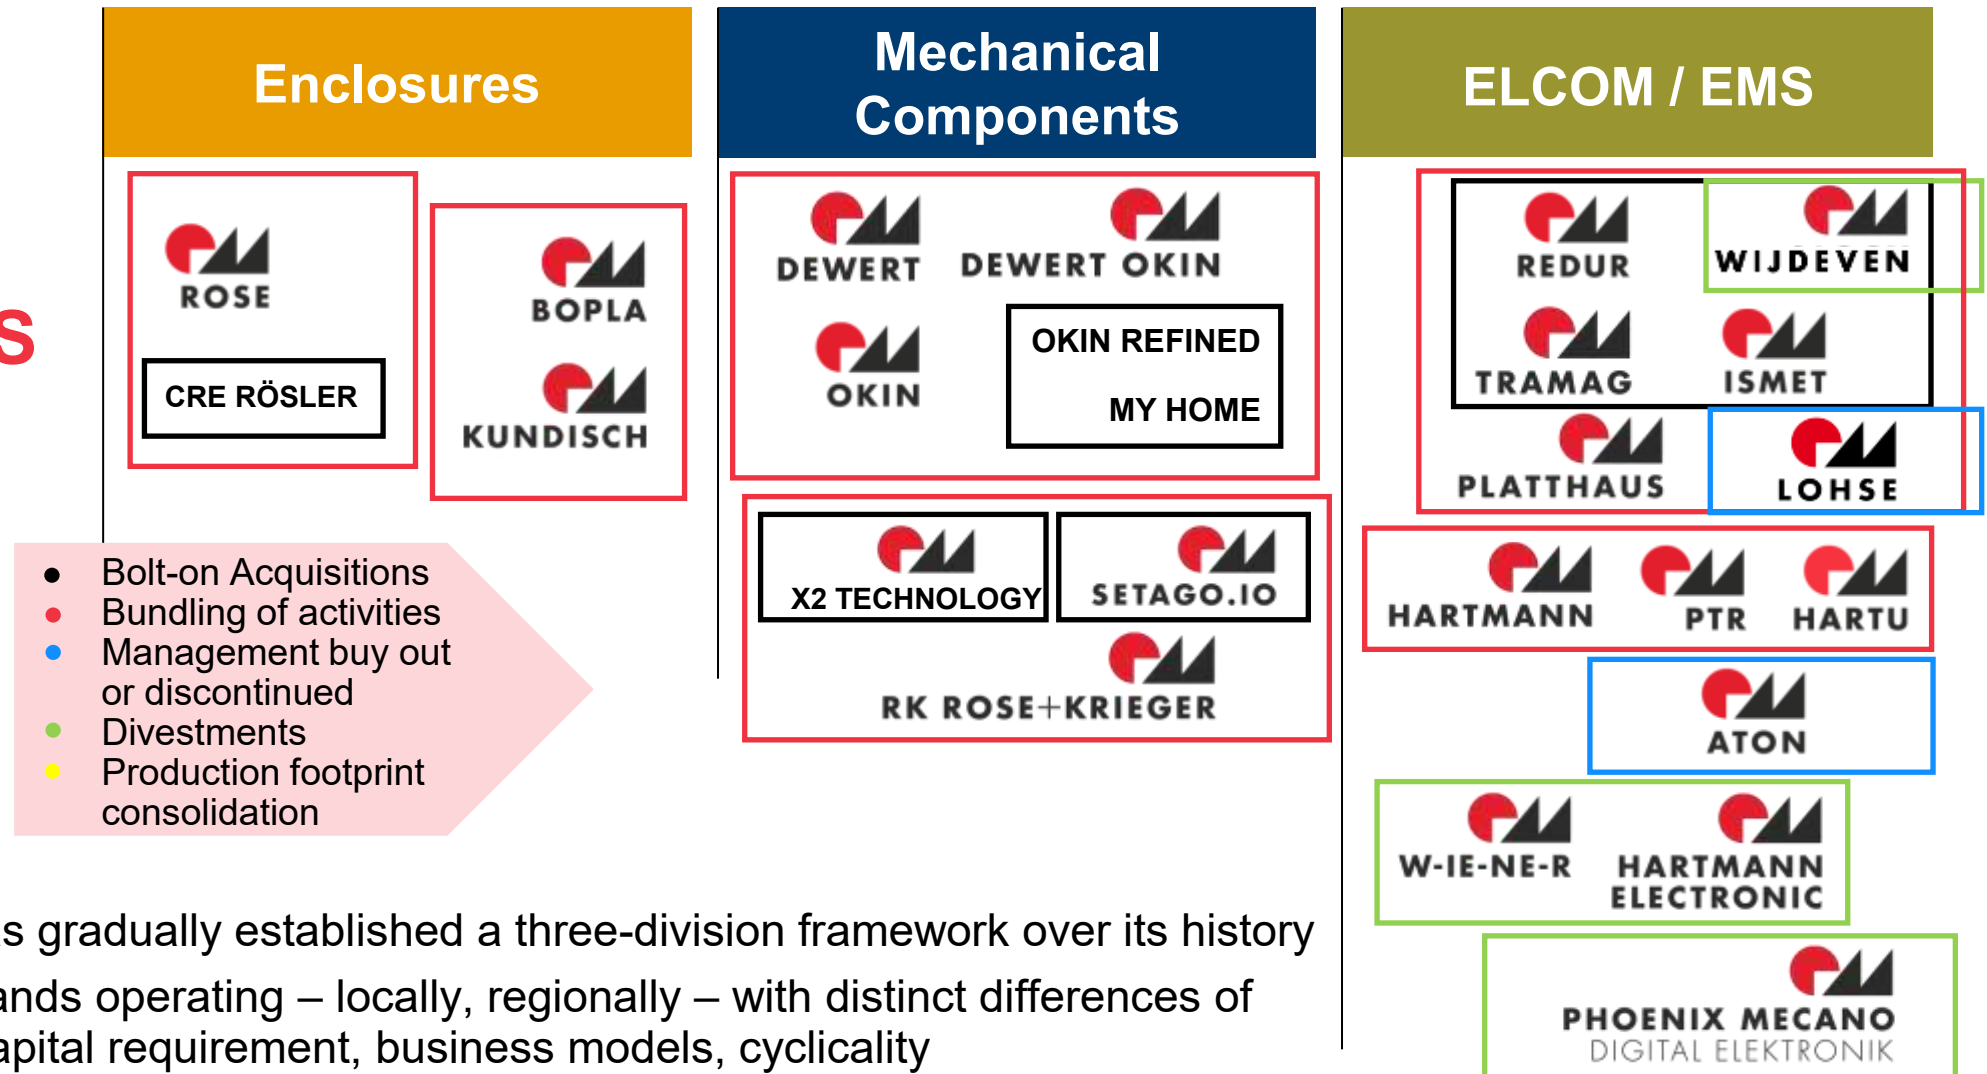 Enclosures
Mechanical
Components
ELCOM / EMS
S
ROSE
CRE RÖSLER
BOPLA
KUNDISCH
DEWERT
DEWERT OKIN
OKIN
OKIN REFINED
MY HOME
X2 TECHNOLOGY
SETAGO.IO
RK ROSE+KRIEGER
REDUR
WIJDEVEN
TRAMAG
ISMET
PLATTHAUS
LOHSE
HARTMANN
PTR
HARTU
ATON
W-IE-NE-R
HARTMANN
ELECTRONIC
PHOENIX MECANO
DIGITAL ELEKTRONIK
• Bolt-on Acquisitions
• Bundling of activities
• Management buy out
or discontinued
• Divestments
• Production footprint
consolidation
s gradually established a three-division framework over its history
ands operating – locally, regionally – with distinct differences of
apital requirement, business models, cyclicality